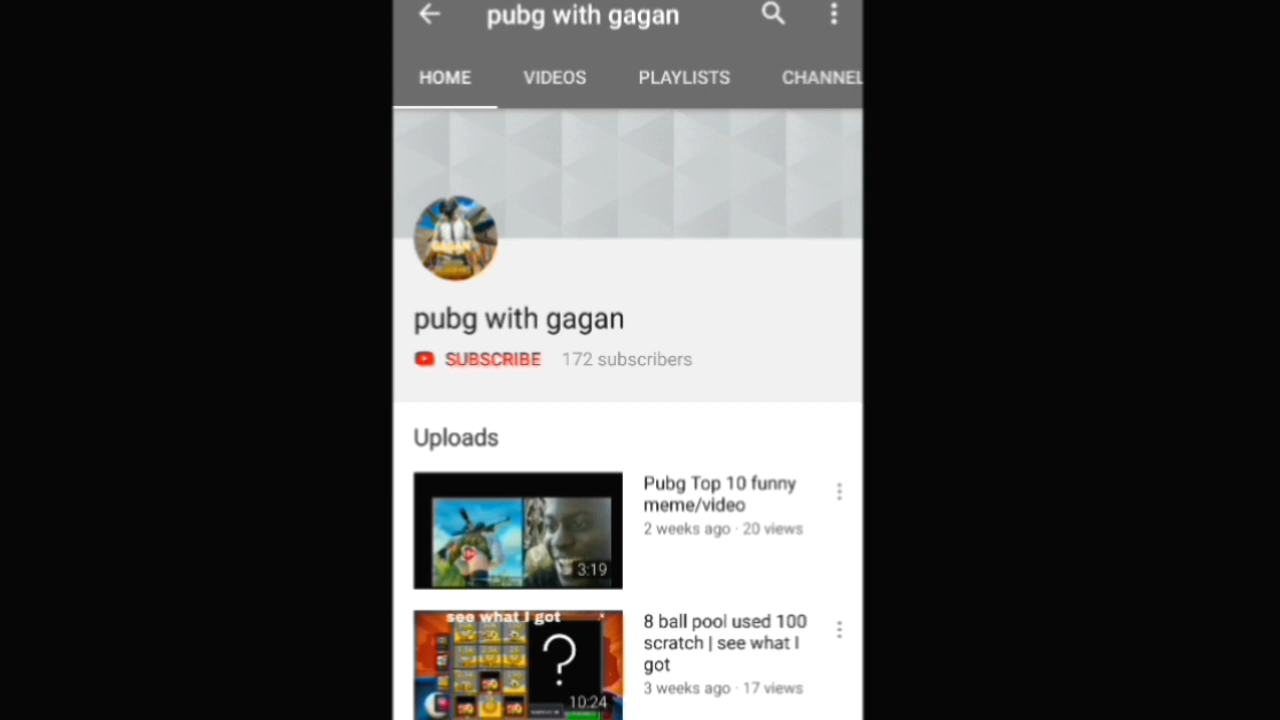 pubg with gagan
HOME VIDEOS PLAYLISTS CHANNEL
pubg with gagan
SUBSCRIBE 172 subscribers
Uploads
Pubg Top 10 funny
meme/video
2 weeks ago · 20 views
3:19
see what I got
?
10:24
8 ball pool used 100
scratch | see what I
got
3 weeks ago · 17 views